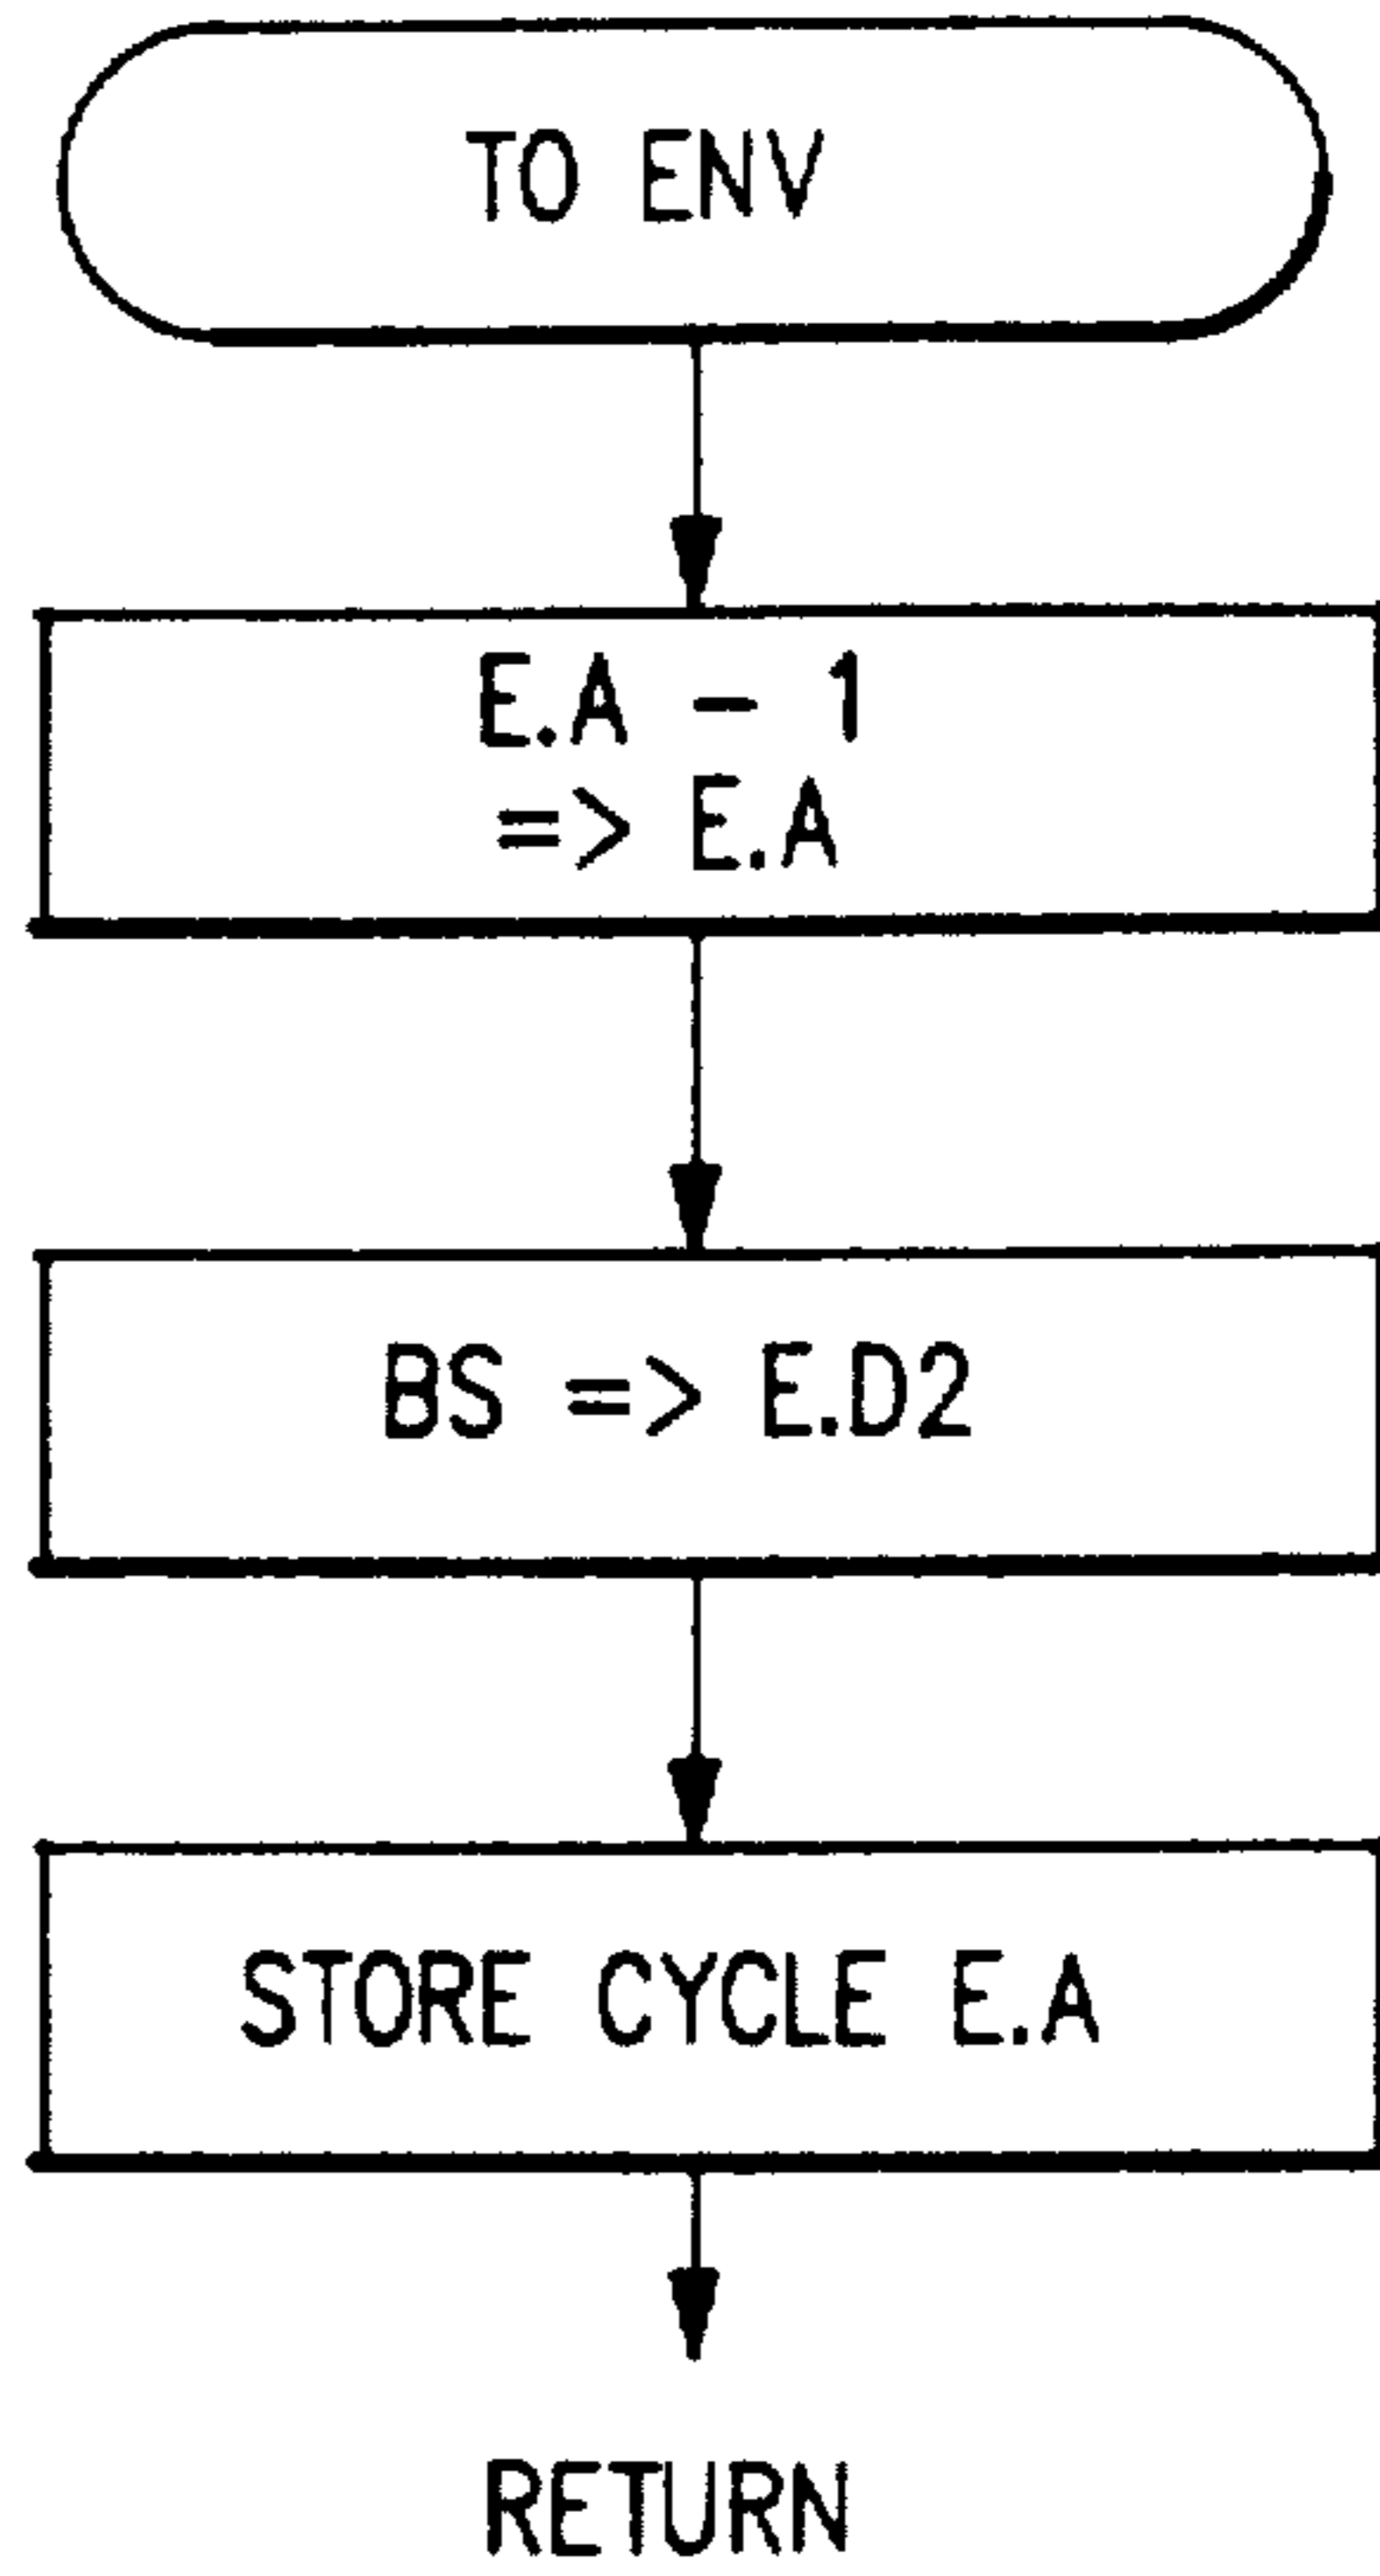 TO ENV
E.A - 1
=> E.A
BS => E.D2
STORE CYCLE E.A
RETURN